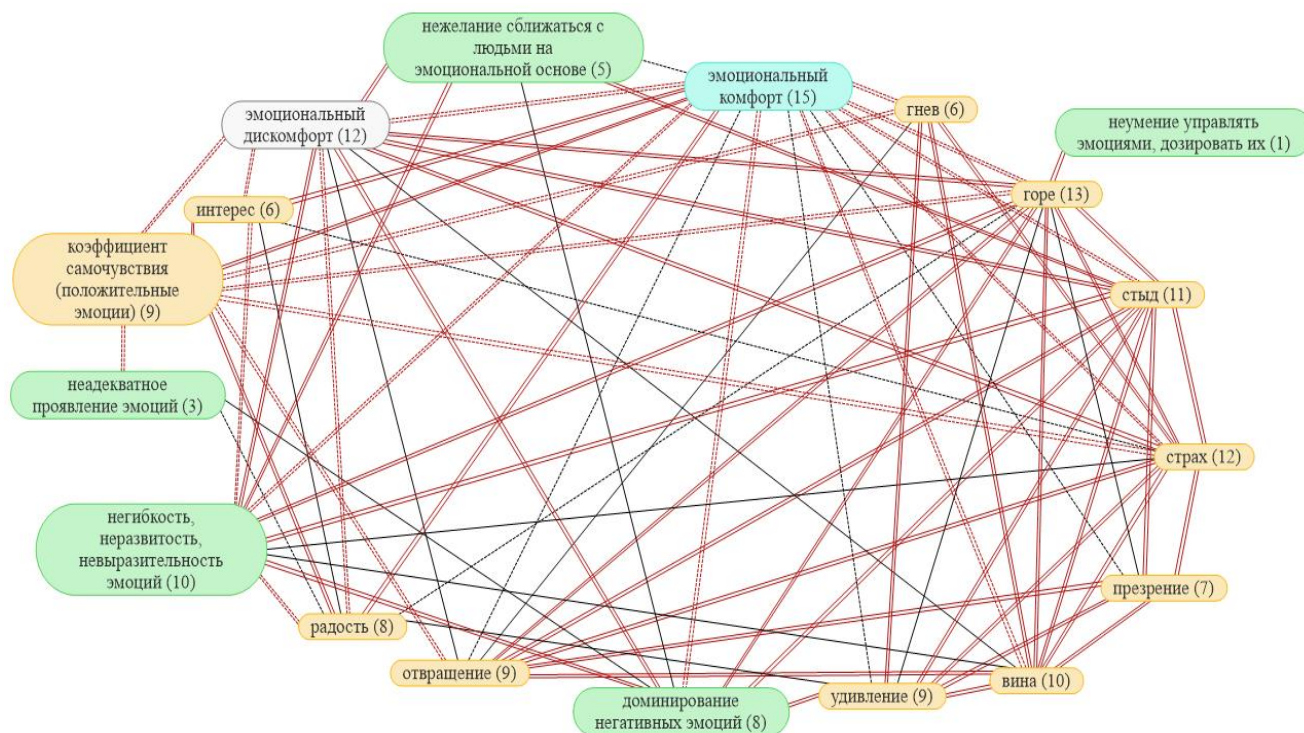 нежелание сближаться с
людьми на
эмоциональной основе (5)
эмоциональный
комфорт (15)
гнев (6)
эмоциональный
дискомфорт (12)
неумение управлять
эмоциями, дозировать их (1)
интерес (6)
горе (13)
коэффициент
самочувствия
(положительные
эмоции) (9)
стыд (11)
неадекватное
проявление эмоций (3)
страх (12)
негибкость,
неразвитость,
невыразительность
эмоций (10)
презрение (7)
радость (8)
отвращение (9)
вина (10)
доминирование
негативных эмоций (8)
удивление (9)